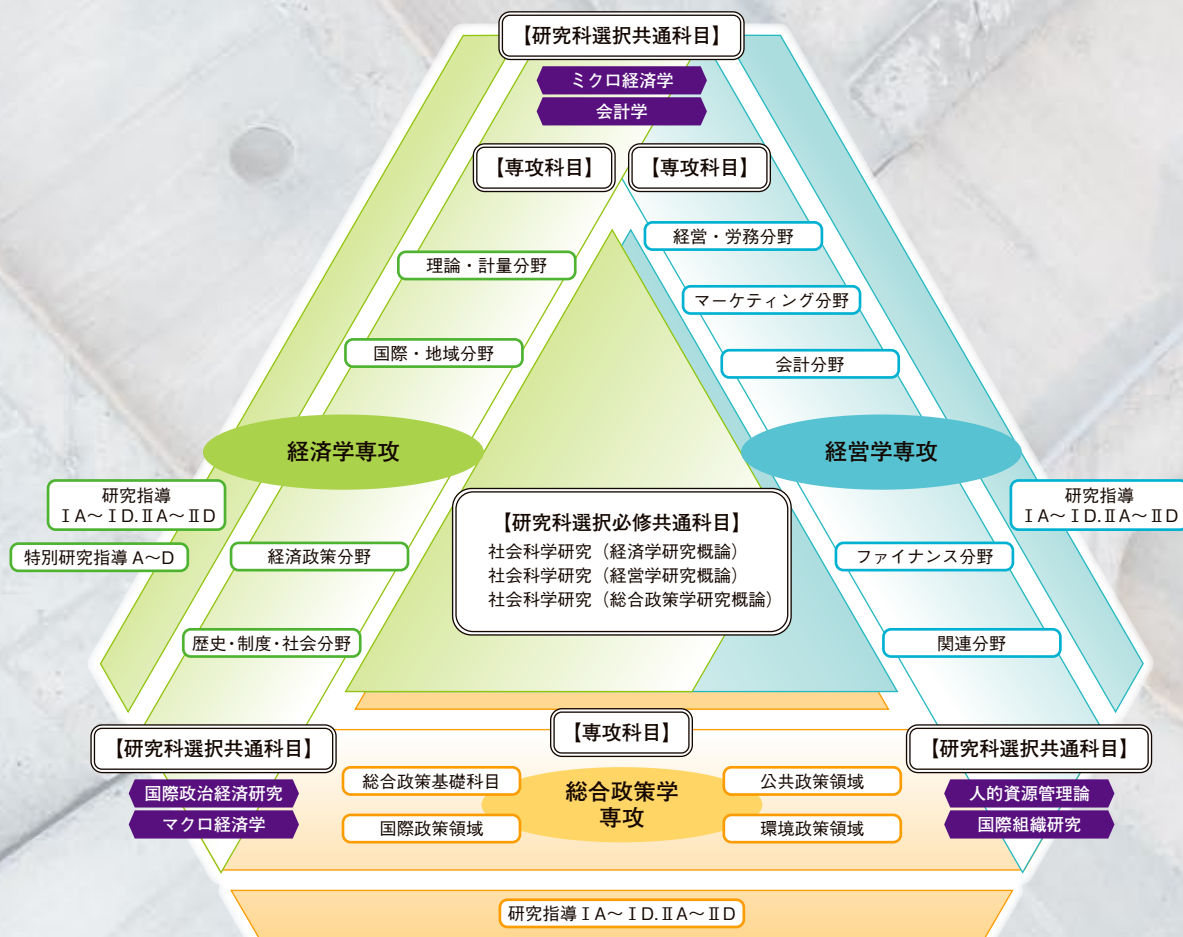 【研究科選択共通科目】
ミクロ経済学
会計学
【専攻科目】
【専攻科目】
経営・労務分野
理論・計量分野
マーケティング分野
国際・地域分野
会計分野
経済学専攻
経営学専攻
研究指導
ⅠA～ⅠD.ⅡA～ⅡD
特別研究指導 A～D
研究指導
ⅠA～ⅠD.ⅡA～ⅡD
【研究科選択必修共通科目】
社会科学研究（経済学研究概論）
社会科学研究（経営学研究概論）
社会科学研究（総合政策学研究概論）
経済政策分野
ファイナンス分野
歴史・制度・社会分野
関連分野
【研究科選択共通科目】
国際政治経済研究
マクロ経済学
【専攻科目】
総合政策基礎科目
公共政策領域
総合政策学
専攻
国際政策領域
環境政策領域
【研究科選択共通科目】
人的資源管理論
国際組織研究
研究指導ⅠA～ⅠD.ⅡA～ⅡD